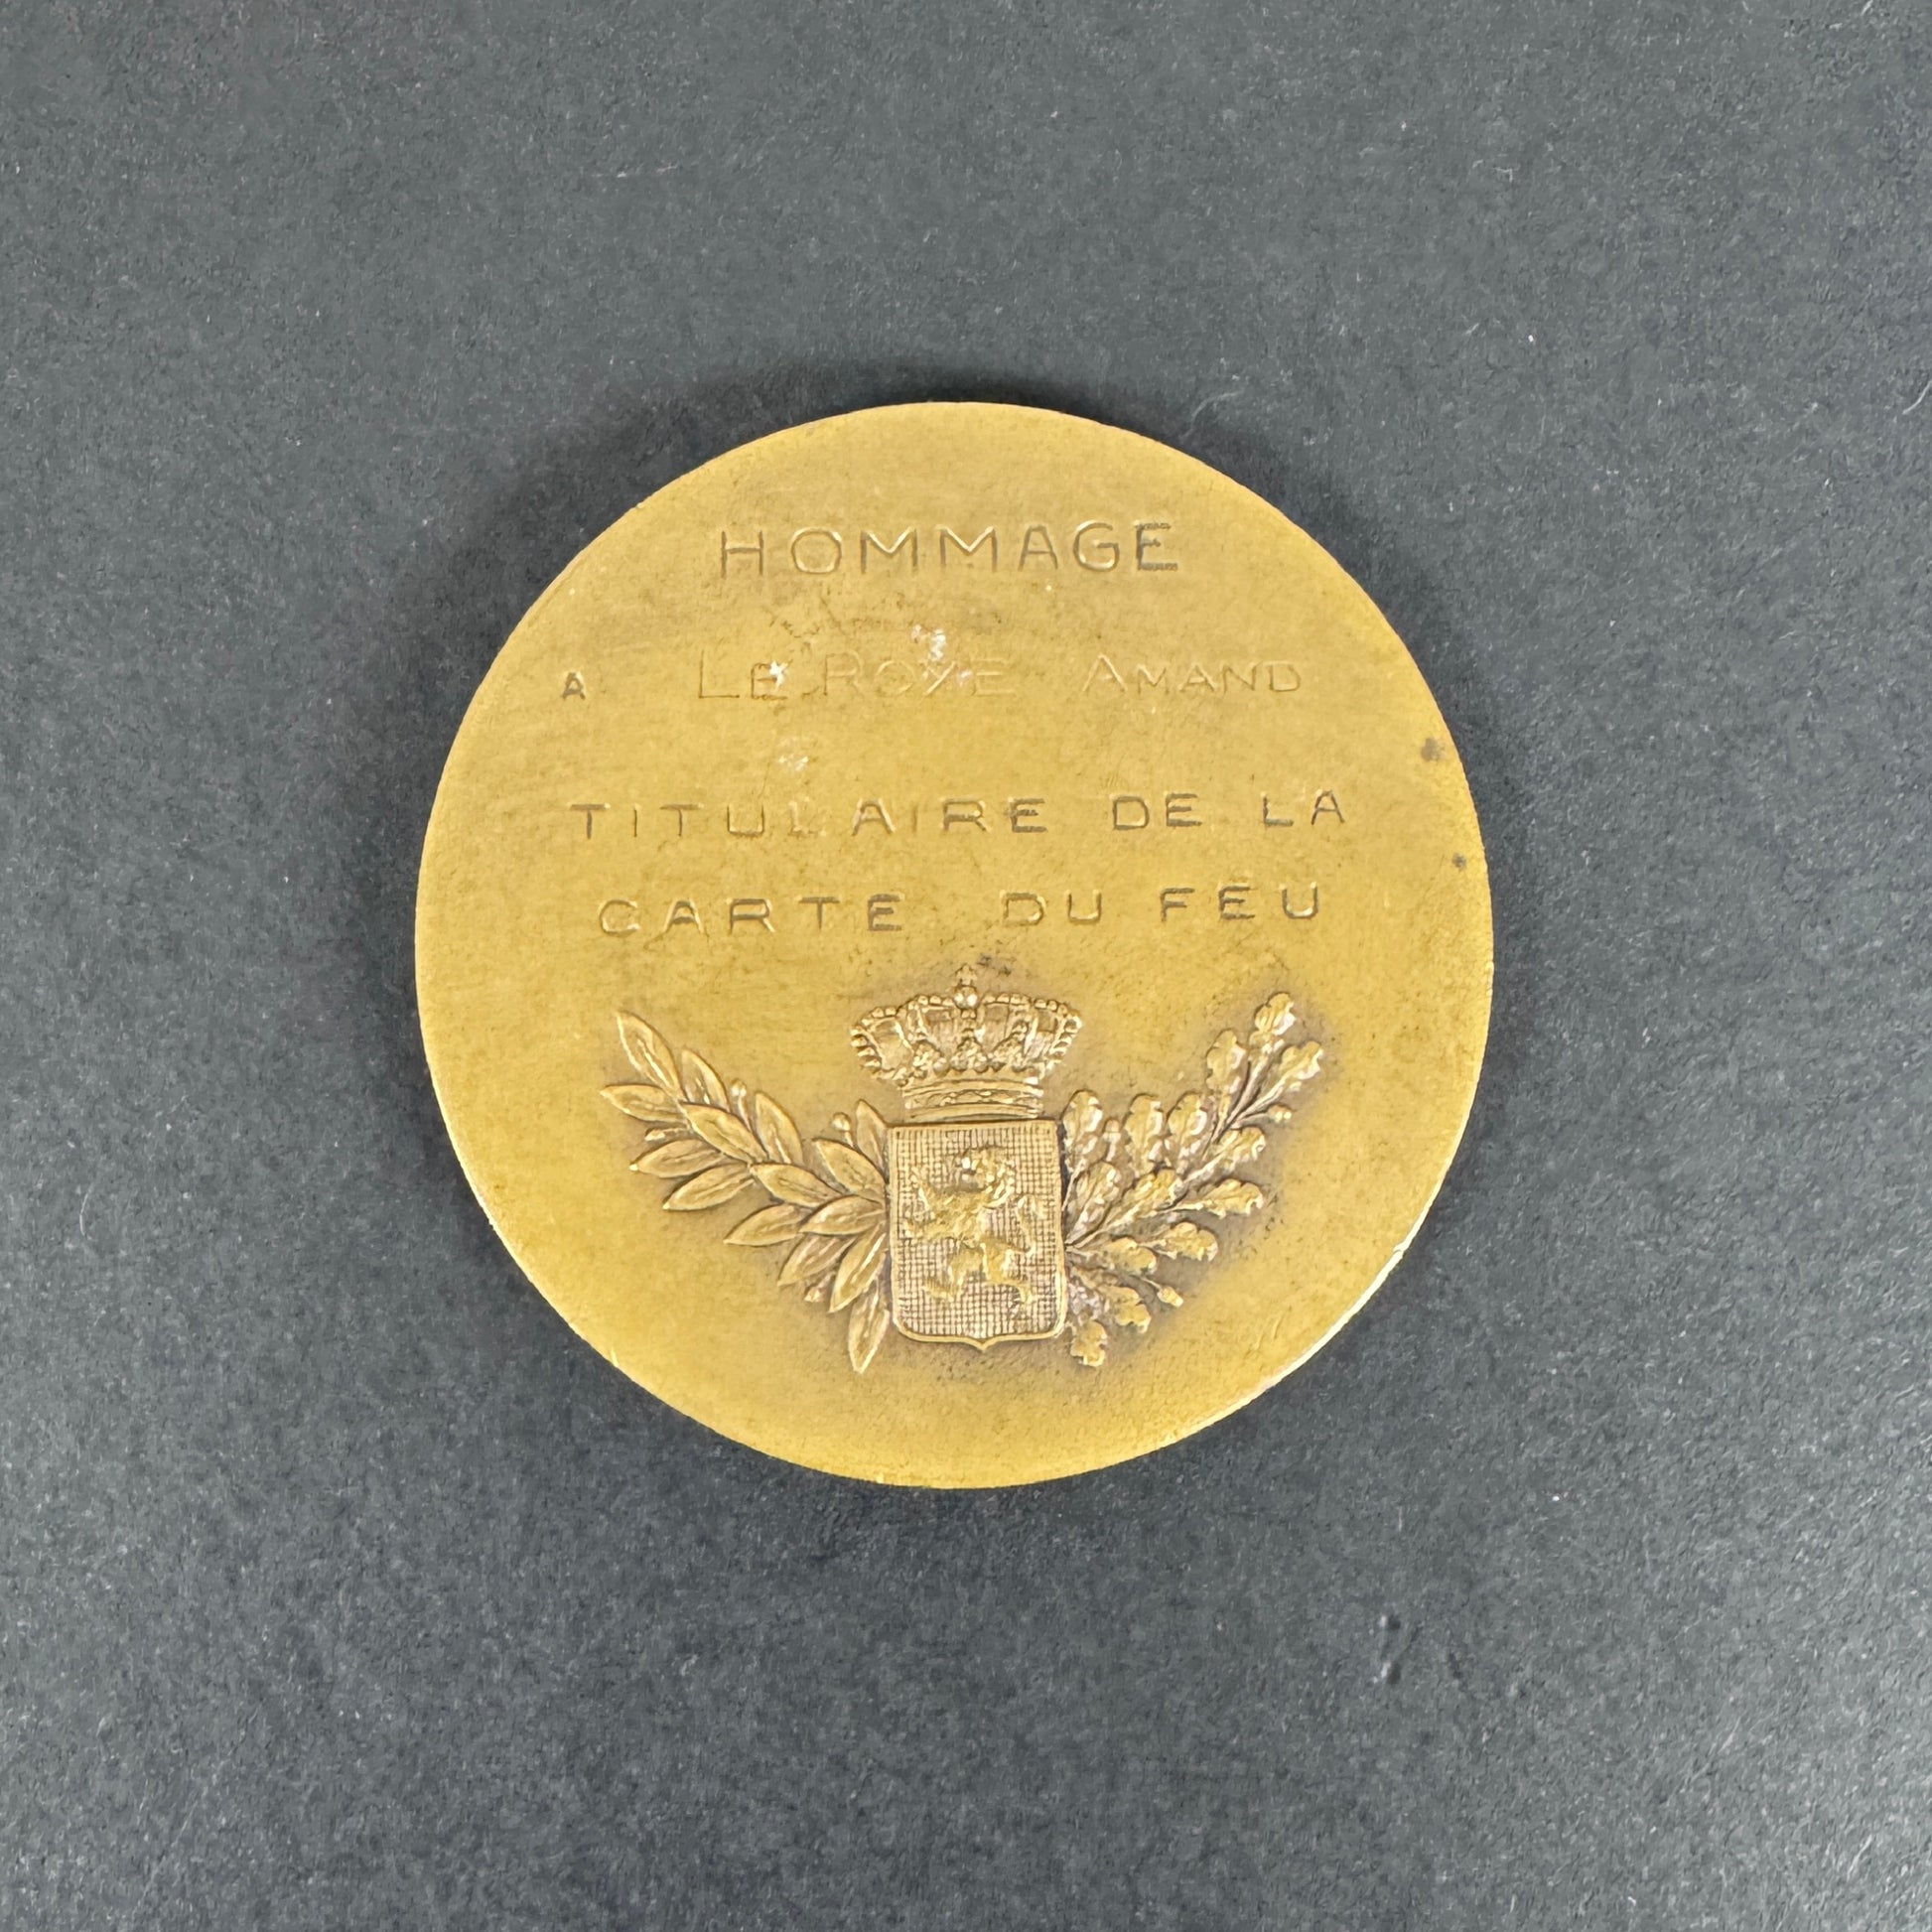 HOMMAGE
A LE ROYE AMAND
TITULAIRE DE LA
CARTE DU FEU